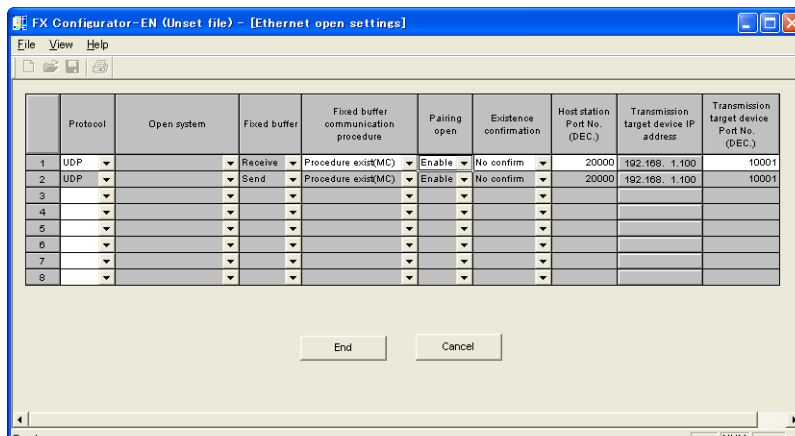 FX Configurator-EN (Unset file) - [Ethernet open settings]
File View Help
Protocol Open system Fixed buffer Fixed buffer communication procedure Pairing open Existence confirmation Host station Port No. (DEC.) Transmission target device IP address Transmission target device Port No. (DEC.)
1 UDP Receive Procedure exist(MC) Enable No confirm 20000 192.168. 1.100 10001
2 UDP Send Procedure exist(MC) Enable No confirm 20000 192.168. 1.100 10001
3
4
5
6
7
8
End Cancel